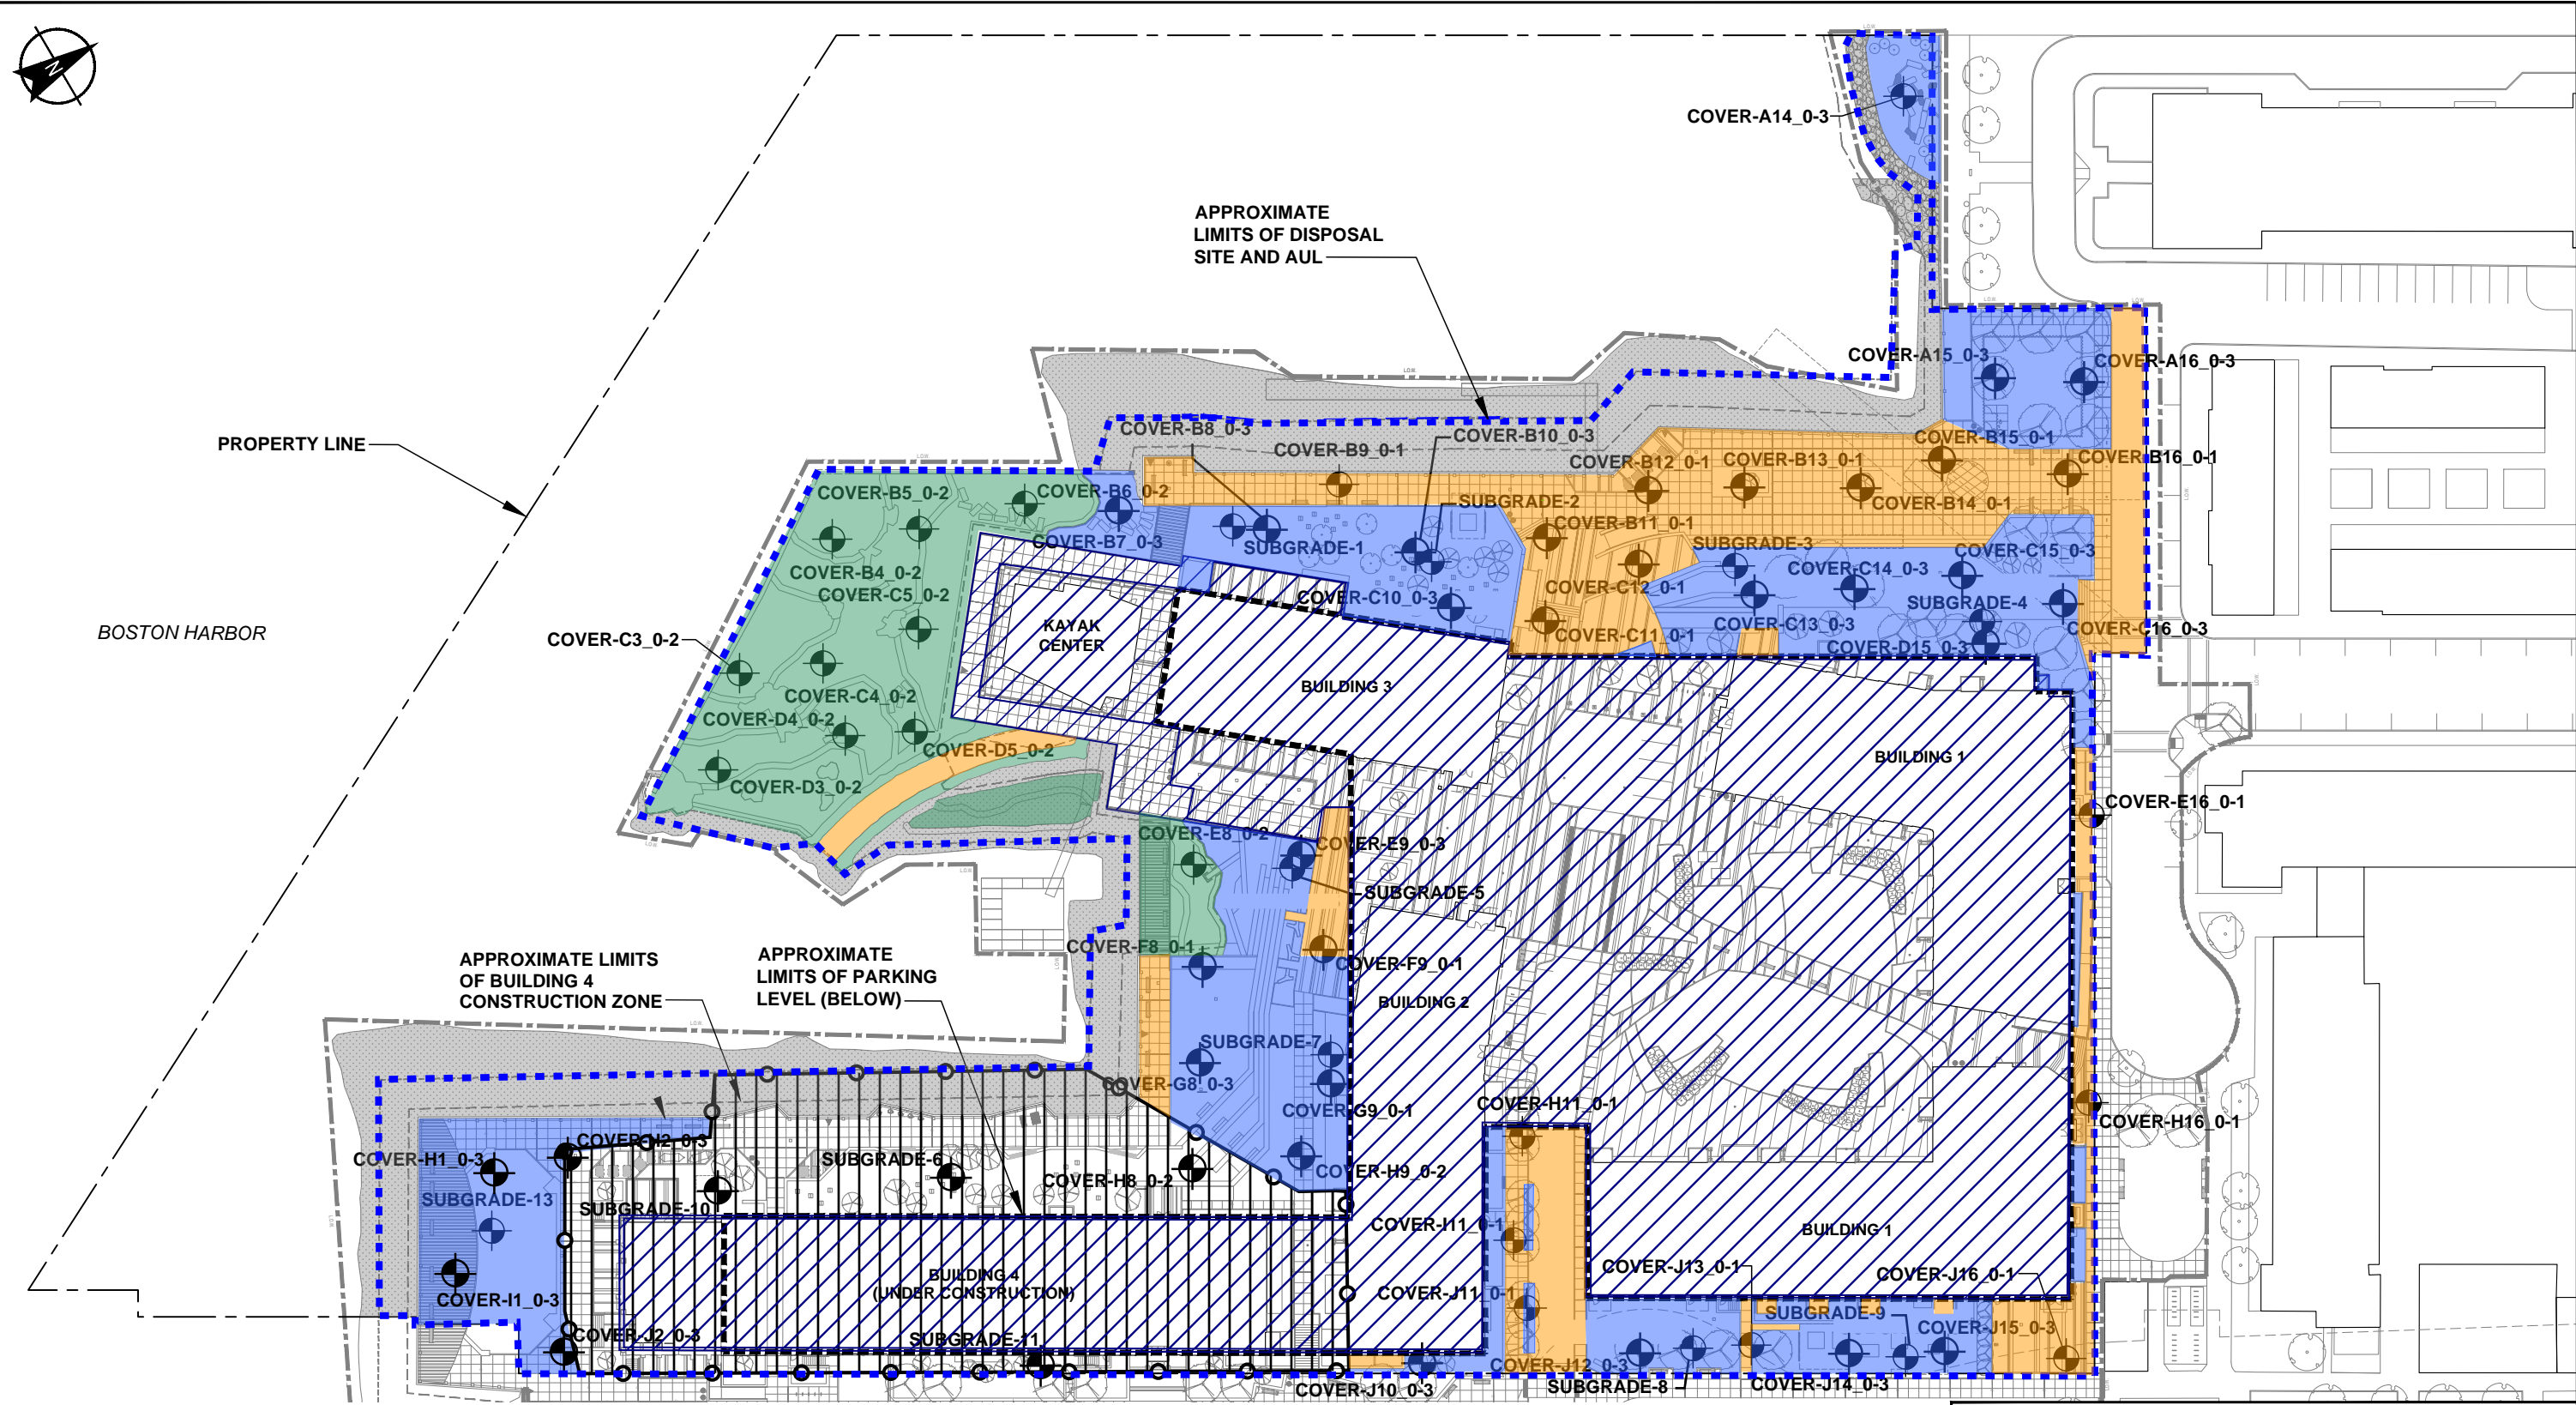 N
COVER-A14_0-3
APPROXIMATE
LIMITS OF DISPOSAL
SITE AND AUL
PROPERTY LINE
BOSTON HARBOR
COVER-A15_0-3
COVER-A16_0-3
COVER-B8_0-3
COVER-B9_0-1
COVER-B10_0-3
COVER-B12_0-1
COVER-B13_0-1
COVER-B15_0-1
COVER-B16_0-1
COVER-B5_0-2
COVER-B6_0-2
SUBGRADE-2
COVER-B14_0-1
COVER-B11_0-1
COVER-B7_0-3
SUBGRADE-1
SUBGRADE-3
COVER-C15_0-3
COVER-B4_0-2
COVER-C5_0-2
COVER-C10_0-3
COVER-C12_0-1
COVER-C14_0-3
SUBGRADE-4
COVER-C3_0-2
KAYAK
CENTER
COVER-C11_0-1
COVER-C13_0-3
COVER-C16_0-3
COVER-D15_0-3
BUILDING 3
COVER-C4_0-2
COVER-D4_0-2
COVER-D5_0-2
BUILDING 1
COVER-D3_0-2
COVER-E16_0-1
COVER-E8_0-2
COVER-E9_0-3
SUBGRADE-5
COVER-F8_0-1
COVER-F9_0-1
APPROXIMATE LIMITS
OF BUILDING 4
CONSTRUCTION ZONE
APPROXIMATE
LIMITS OF PARKING
LEVEL (BELOW)
BUILDING 2
SUBGRADE-7
COVER-G8_0-3
COVER-G9_0-1
COVER-H11_0-1
COVER-H16_0-1
COVER-H2_0-3
COVER-H1_0-3
SUBGRADE-6
COVER-H8_0-2
COVER-H9_0-2
SUBGRADE-13
SUBGRADE-10
COVER-I11_0-1
BUILDING 1
BUILDING 4
(UNDER CONSTRUCTION)
COVER-J13_0-1
COVER-J16_0-1
COVER-I1_0-3
COVER-J11_0-1
SUBGRADE-9
COVER-J2_0-3
SUBGRADE-11
COVER-J15_0-3
COVER-J12_0-3
COVER-J10_0-3
SUBGRADE-8
COVER-J14_0-3